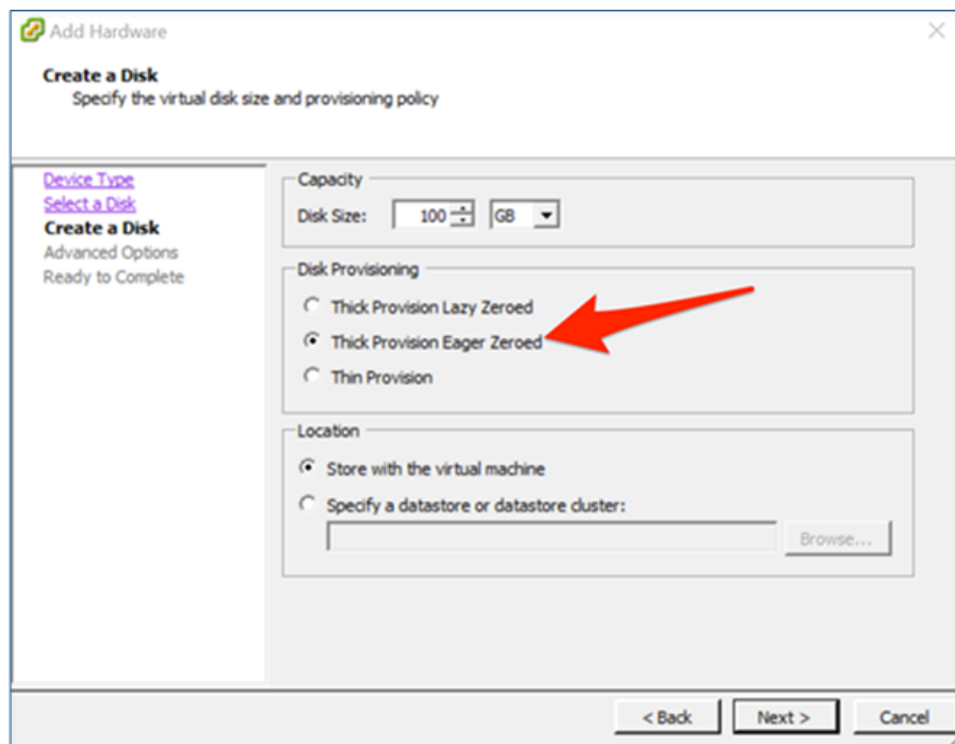 Add Hardware
Create a Disk
Specify the virtual disk size and provisioning policy
Device Type
Select a Disk
Create a Disk
Advanced Options
Ready to Complete
Capacity
Disk Size: 100 GB
Disk Provisioning
Thick Provision Lazy Zeroed
Thick Provision Eager Zeroed
Thin Provision
Location
Store with the virtual machine
Specify a datastore or datastore cluster:
Browse...
< Back Next > Cancel